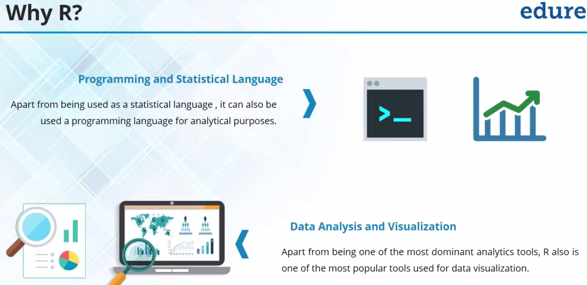 Why R?
edure
Programming and Statistical Language
Apart from being used as a statistical language , it can also be
used a programming language for analytical purposes.
>_
Data Analysis and Visualization
Apart from being one of the most dominant analytics tools, R also is
one of the most popular tools used for data visualization.